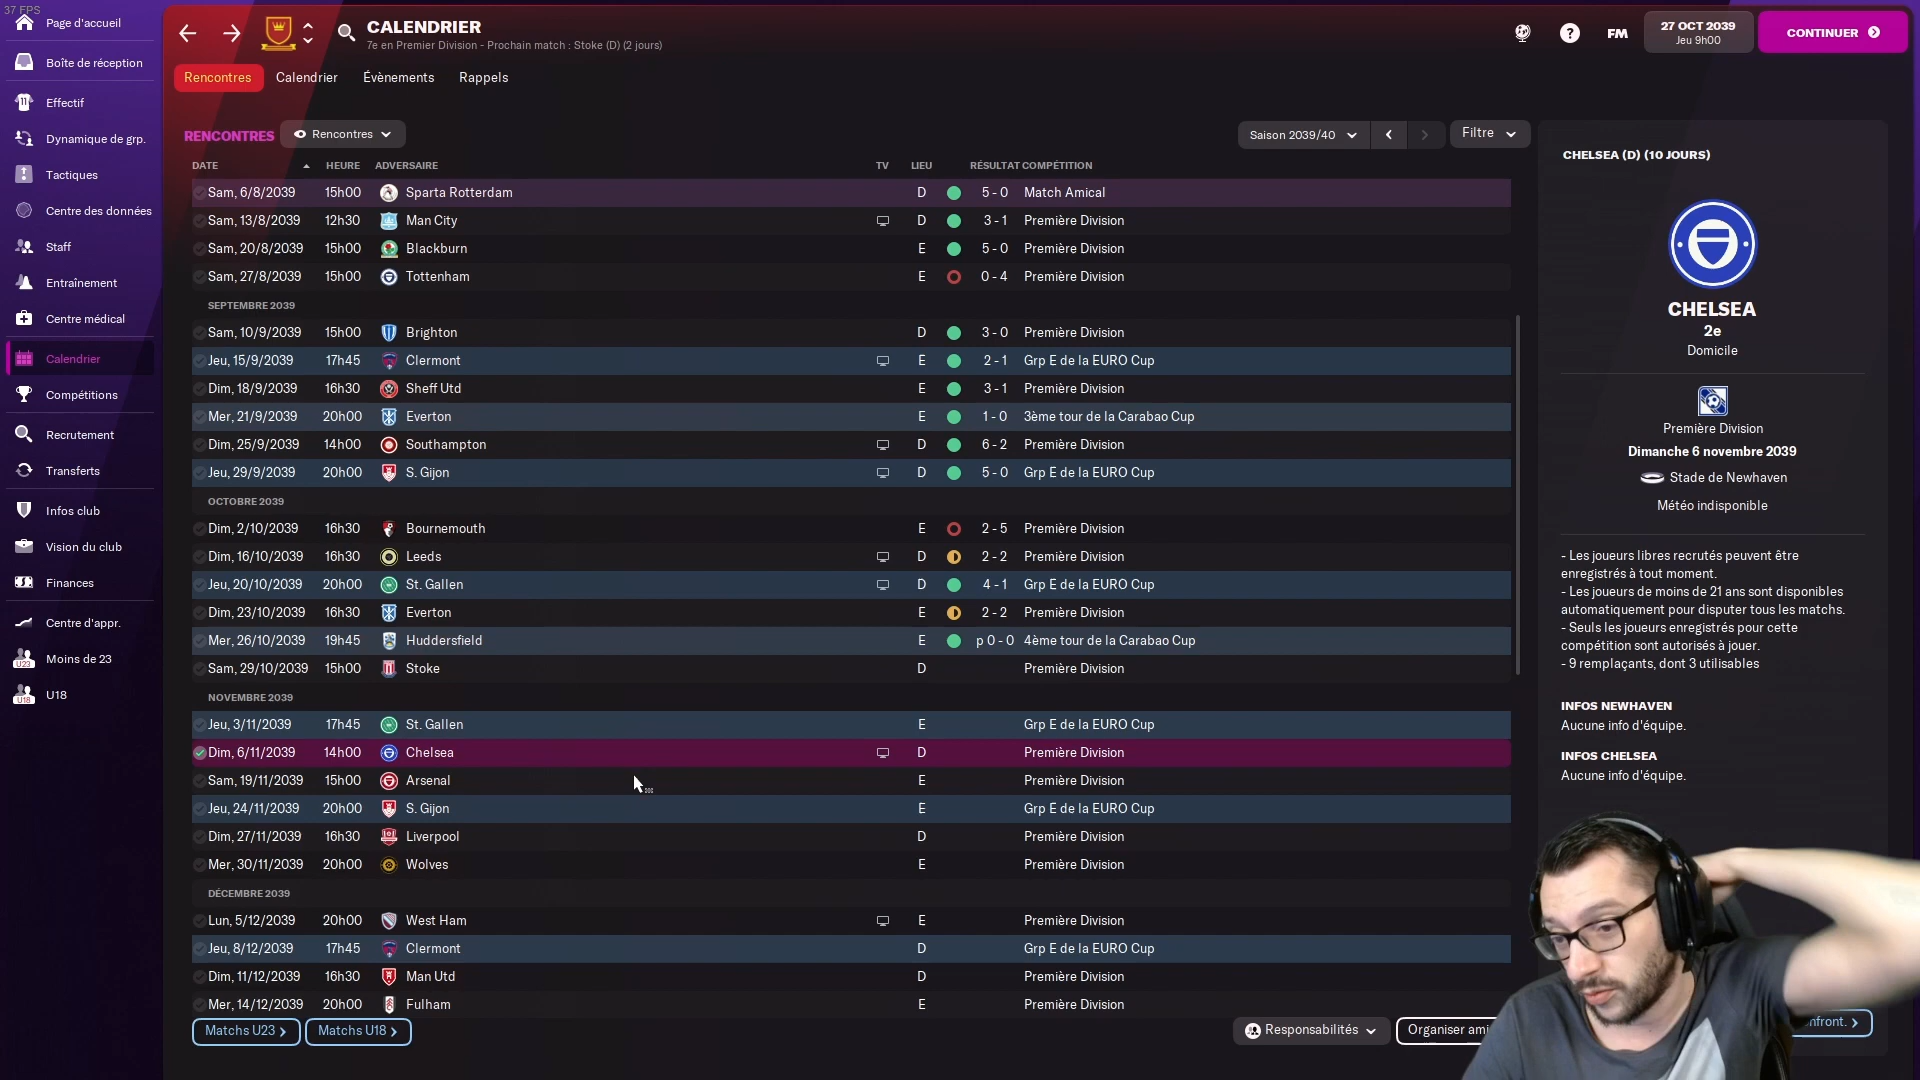 37 FPS
Page d'accueil
Boîte de réception
Effectif
Dynamique de grp.
Tactiques
Centre des données
Staff
Entraînement
Centre médical
Calendrier
Compétitions
Recrutement
Transferts
Infos club
Vision du club
Finances
Centre d'appr.
Moins de 23
U18
CALENDRIER
7e en Premier Division - Prochain match : Stoke (D) (2 jours)
FM
27 OCT 2039
Jeu 9h00
CONTINUER
Rencontres Calendrier Évènements Rappels
RENCONTRES Rencontres Saison 2039/40 Filtre
DATE HEURE ADVERSAIRE TV LIEU RÉSULTAT COMPÉTITION
Sam, 6/8/2039 15h00 Sparta Rotterdam D 5 - 0 Match Amical
Sam, 13/8/2039 12h30 Man City D 3 - 1 Première Division
Sam, 20/8/2039 15h00 Blackburn E 5 - 0 Première Division
Sam, 27/8/2039 15h00 Tottenham E 0 - 4 Première Division
SEPTEMBRE 2039
Sam, 10/9/2039 15h00 Brighton D 3 - 0 Première Division
Jeu, 15/9/2039 17h45 Clermont E 2 - 1 Grp E de la EURO Cup
Dim, 18/9/2039 16h30 Sheff Utd E 3 - 1 Première Division
Mer, 21/9/2039 20h00 Everton E 1 - 0 3ème tour de la Carabao Cup
Dim, 25/9/2039 14h00 Southampton D 6 - 2 Première Division
Jeu, 29/9/2039 20h00 S. Gijon D 5 - 0 Grp E de la EURO Cup
OCTOBRE 2039
Dim, 2/10/2039 16h30 Bournemouth E 2 - 5 Première Division
Dim, 16/10/2039 16h30 Leeds D 2 - 2 Première Division
Jeu, 20/10/2039 20h00 St. Gallen D 4 - 1 Grp E de la EURO Cup
Dim, 23/10/2039 16h30 Everton E 2 - 2 Première Division
Mer, 26/10/2039 19h45 Huddersfield E p 0 - 0 4ème tour de la Carabao Cup
Sam, 29/10/2039 15h00 Stoke D Première Division
NOVEMBRE 2039
Jeu, 3/11/2039 17h45 St. Gallen E Grp E de la EURO Cup
Dim, 6/11/2039 14h00 Chelsea D Première Division
Sam, 19/11/2039 15h00 Arsenal E Première Division
Jeu, 24/11/2039 20h00 S. Gijon E Grp E de la EURO Cup
Dim, 27/11/2039 16h30 Liverpool D Première Division
Mer, 30/11/2039 20h00 Wolves E Première Division
DÉCEMBRE 2039
Lun, 5/12/2039 20h00 West Ham E Première Division
Jeu, 8/12/2039 17h45 Clermont D Grp E de la EURO Cup
Dim, 11/12/2039 16h30 Man Utd D Première Division
Mer, 14/12/2039 20h00 Fulham E Première Division
Matchs U23 Matchs U18 Responsabilités Organiser ami
CHELSEA (D) (10 JOURS)
CHELSEA
2e
Domicile
Première Division
Dimanche 6 novembre 2039
Stade de Newhaven
Météo indisponible
- Les joueurs libres recrutés peuvent être
enregistrés à tout moment.
- Les joueurs de moins de 21 ans sont disponibles
automatiquement pour disputer tous les matchs.
- Seuls les joueurs enregistrés pour cette
compétition sont autorisés à jouer.
- 9 remplaçants, dont 3 utilisables
INFOS NEWHAVEN
Aucune info d'équipe.
INFOS CHELSEA
Aucune info d'équipe.
nfront.